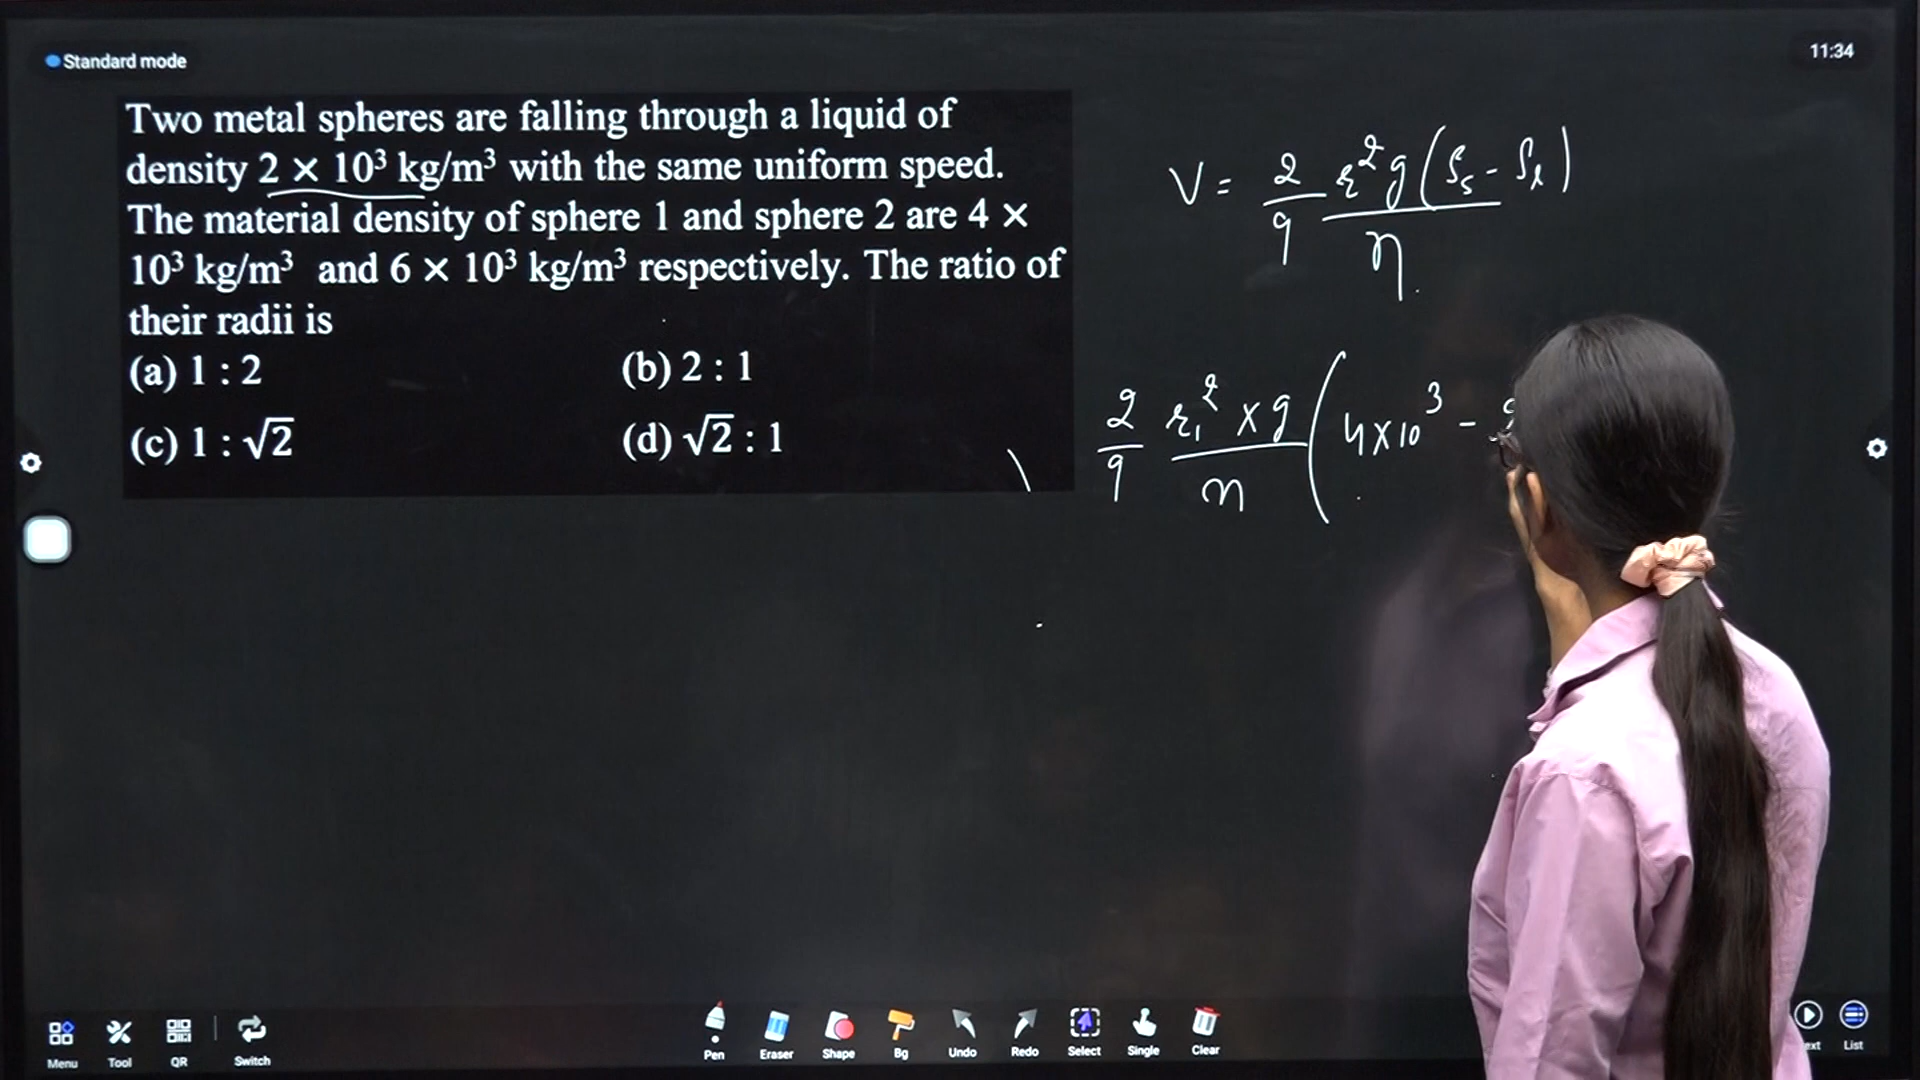 Standard mode
11:34
Two metal spheres are falling through a liquid of
density 2 × 10³ kg/m³ with the same uniform speed.
The material density of sphere 1 and sphere 2 are 4 ×
10³ kg/m³ and 6 × 10³ kg/m³ respectively. The ratio of
their radii is
(a) 1 : 2
(b) 2 : 1
(c) 1 : √2
(d) √2 : 1
V = 2/9 r²g(ρs - ρl)/η
2/9 r₁² × g/η (4×10³ -
Menu
Tool
QR
Switch
Pen
Eraser
Shape
Bg
Undo
Redo
Select
Single
Clear
ext
List